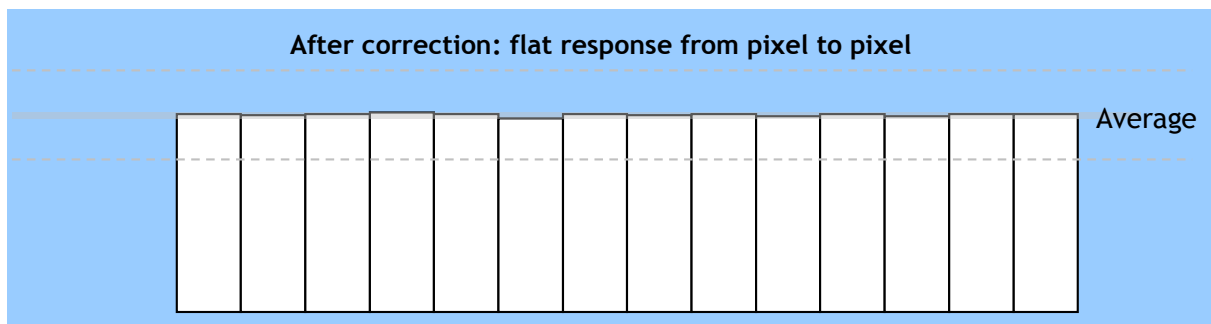 After correction: flat response from pixel to pixel
Average